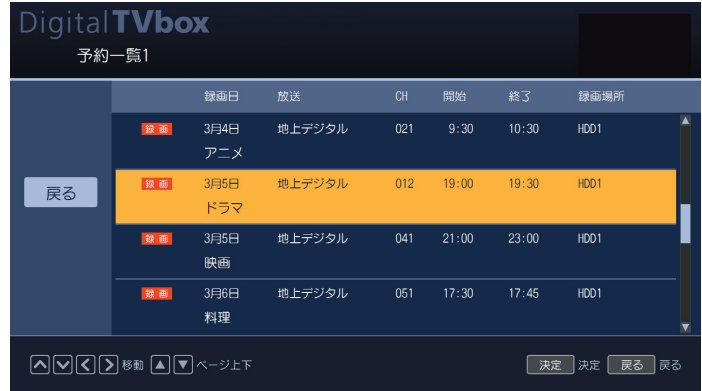 Digital TVbox
予約一覧1
録画日 放送 CH 開始 終了 録画場所
録画 3月4日 地上デジタル 021 9:30 10:30 HDD1
アニメ
戻る
録画 3月5日 地上デジタル 012 19:00 19:30 HDD1
ドラマ
録画 3月5日 地上デジタル 041 21:00 23:00 HDD1
映画
録画 3月6日 地上デジタル 051 17:30 17:45 HDD1
料理
移動 ページ上下 決定 決定 戻る 戻る